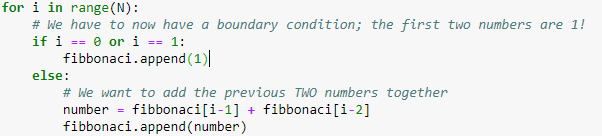 for i in range(N):
    # We have to now have a boundary condition; the first two numbers are 1!
    if i == 0 or i == 1:
        fibbonaci.append(1)
    else:
        # We want to add the previous TWO numbers together
        number = fibbonaci[i-1] + fibbonaci[i-2]
        fibbonaci.append(number)